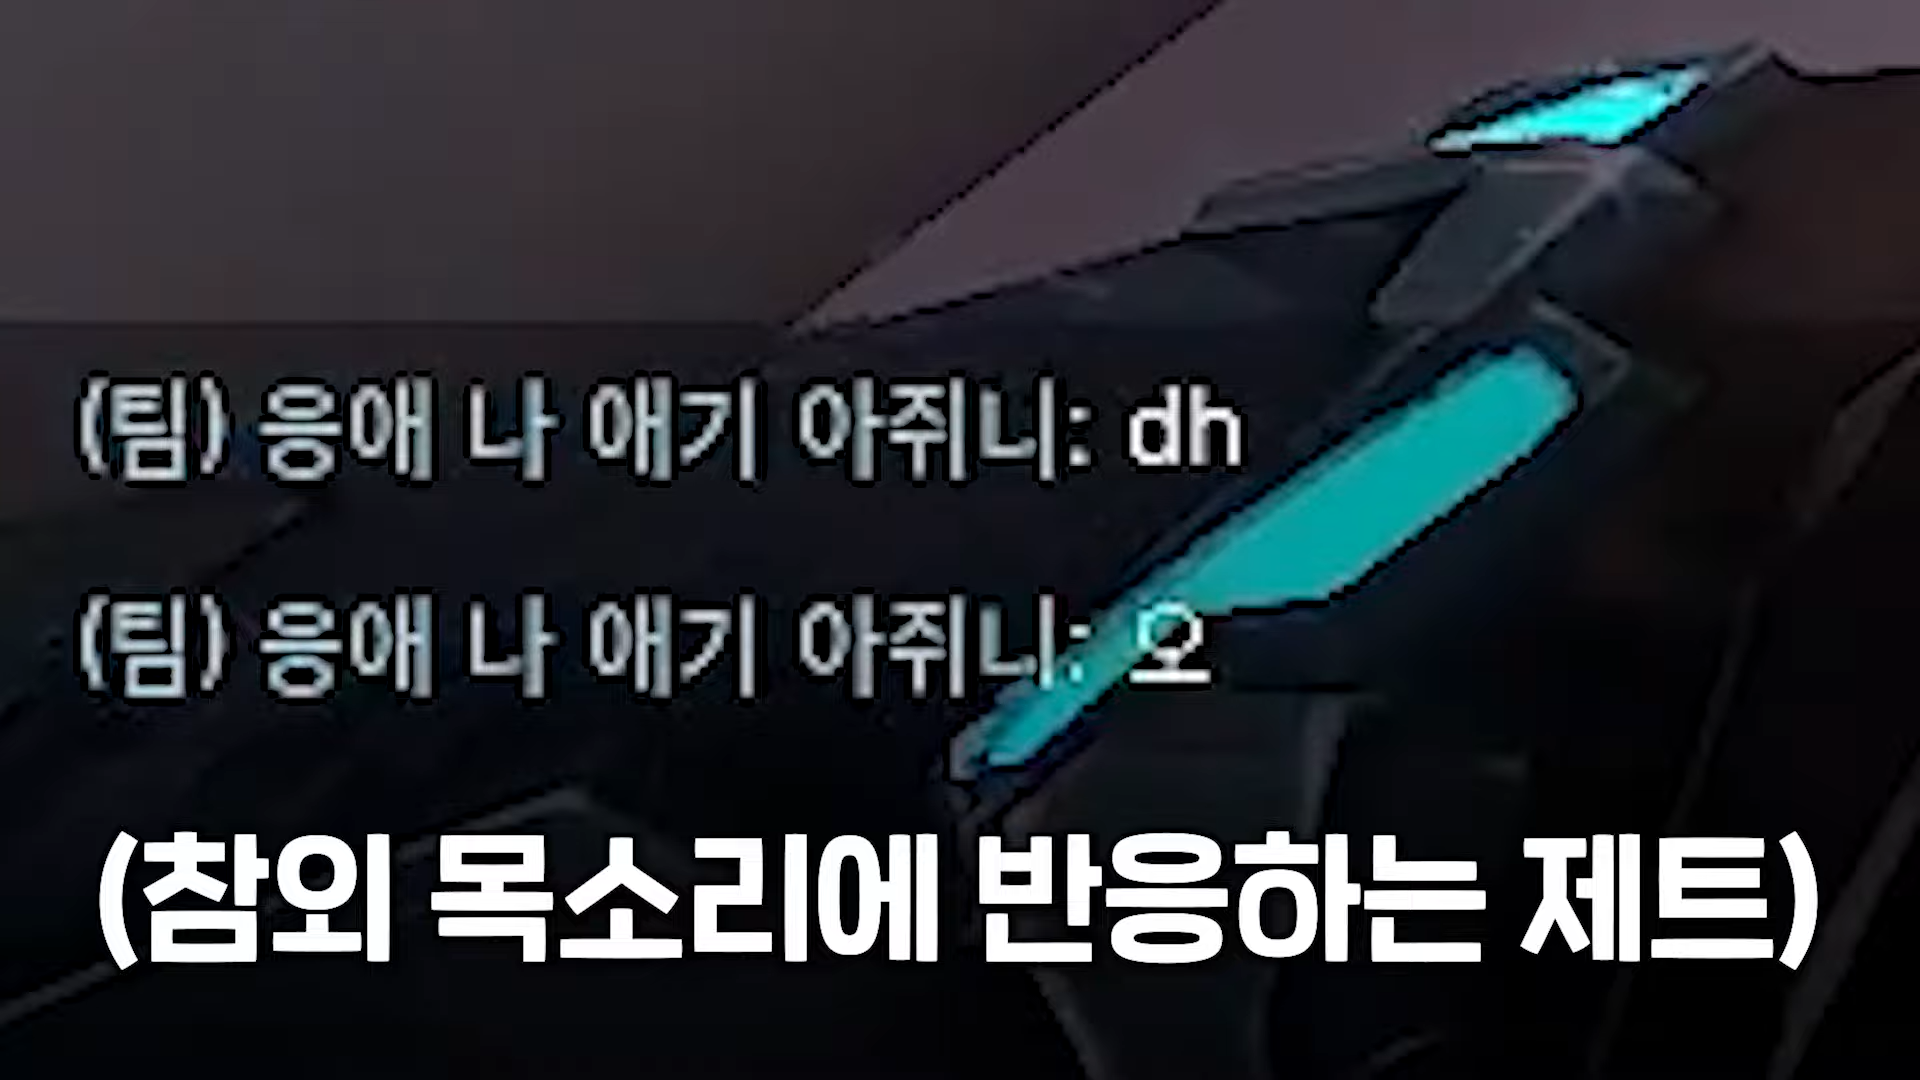 (팀) 응애 나 애기 아쥐니: dh
(팀) 응애 나 애기 아쥐니: 오
(참외 목소리에 반응하는 제트)